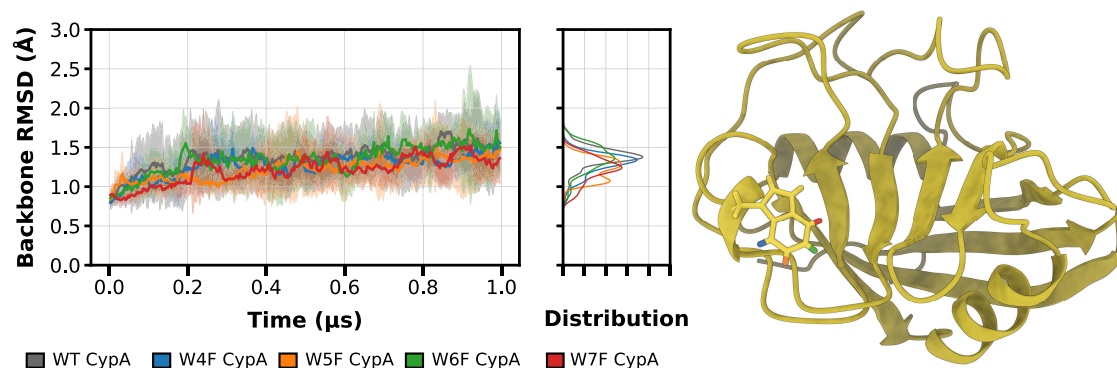 Backbone RMSD (Å)
3.0
2.5
2.0
1.5
1.0
0.5
0.0
0.0 0.2 0.4 0.6 0.8 1.0
Time (μs)
Distribution
WT CypA W4F CypA W5F CypA W6F CypA W7F CypA